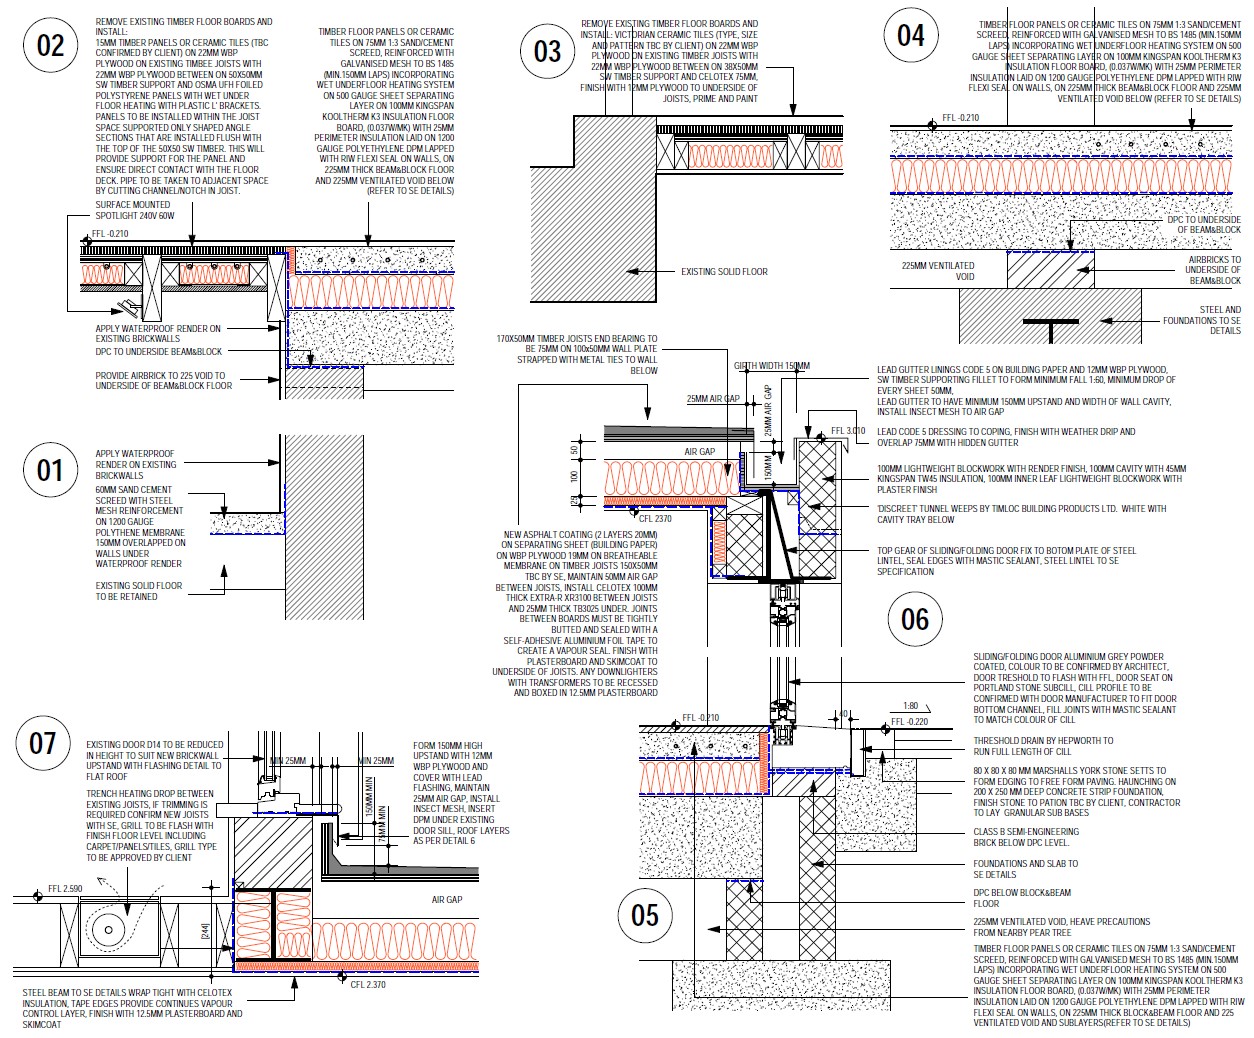 02
REMOVE EXISTING TIMBER FLOOR BOARDS AND
INSTALL:
15MM TIMBER PANELS OR CERAMIC TILES (TBC
CONFIRMED BY CLIENT) ON 22MM WBP
PLYWOOD ON EXISTING TIMBEE JOISTS WITH
22MM WBP PLYWOOD BETWEEN ON 50X50MM
SW TIMBER SUPPORT AND OSMA UFH FOILED
POLYSTYRENE PANELS WITH WET UNDER
FLOOR HEATING WITH PLASTIC L' BRACKETS.
PANELS TO BE INSTALLED WITHIN THE JOIST
SPACE SUPPORTED ONLY SHAPED ANGLE
SECTIONS THAT ARE INSTALLED FLUSH WITH
THE TOP OF THE 50X50 SW TIMBER. THIS WILL
PROVIDE SUPPORT FOR THE PANEL AND
ENSURE DIRECT CONTACT WITH THE FLOOR
DECK. PIPE TO BE TAKEN TO ADJACENT SPACE
BY CUTTING CHANNEL/NOTCH IN JOIST.
SURFACE MOUNTED
SPOTLIGHT 240V 60W
FFL -0.210
TIMBER FLOOR PANELS OR CERAMIC
TILES ON 75MM 1:3 SAND/CEMENT
SCREED, REINFORCED WITH
GALVANISED MESH TO BS 1485
(MIN.150MM LAPS) INCORPORATING
WET UNDERFLOOR HEATING SYSTEM
ON 500 GAUGE SHEET SEPARATING
LAYER ON 100MM KINGSPAN
KOOLTHERM K3 INSULATION FLOOR
BOARD, (0.037W/MK) WITH 25MM
PERIMETER INSULATION LAID ON 1200
GAUGE POLYETHYLENE DPM LAPPED
WITH RIW FLEXI SEAL ON WALLS, ON
225MM THICK BEAM&BLOCK FLOOR
AND 225MM VENTILATED VOID BELOW
(REFER TO SE DETAILS)
APPLY WATERPROOF RENDER ON
EXISTING BRICKWALLS
DPC TO UNDERSIDE BEAM&BLOCK
PROVIDE AIRBRICK TO 225 VOID TO
UNDERSIDE OF BEAM&BLOCK FLOOR
03
REMOVE EXISTING TIMBER FLOOR BOARDS AND
INSTALL: VICTORIAN CERAMIC TILES (TYPE, SIZE
AND PATTERN TBC BY CLIENT) ON 22MM WBP
PLYWOOD ON EXISTING TIMBER JOISTS WITH
22MM WBP PLYWOOD BETWEEN ON 38X50MM
SW TIMBER SUPPORT AND CELOTEX 75MM,
FINISH WITH 12MM PLYWOOD TO UNDERSIDE OF
JOISTS, PRIME AND PAINT
EXISTING SOLID FLOOR
04
TIMBER FLOOR PANELS OR CERAMIC TILES ON 75MM 1:3 SAND/CEMENT
SCREED, REINFORCED WITH GALVANISED MESH TO BS 1485 (MIN.150MM
LAPS) INCORPORATING WET UNDERFLOOR HEATING SYSTEM ON 500
GAUGE SHEET SEPARATING LAYER ON 100MM KINGSPAN KOOLTHERM K3
INSULATION FLOOR BOARD, (0.037W/MK) WITH 25MM PERIMETER
INSULATION LAID ON 1200 GAUGE POLYETHYLENE DPM LAPPED WITH RIW
FLEXI SEAL ON WALLS, ON 225MM THICK BEAM&BLOCK FLOOR AND 225MM
VENTILATED VOID BELOW (REFER TO SE DETAILS)
FFL -0.210
DPC TO UNDERSIDE
OF BEAM&BLOCK
225MM VENTILATED
VOID
AIRBRICKS TO
UNDERSIDE OF
BEAM&BLOCK
STEEL AND
FOUNDATIONS TO SE
DETAILS
01
APPLY WATERPROOF
RENDER ON EXISTING
BRICKWALLS
60MM SAND CEMENT
SCREED WITH STEEL
MESH REINFORCEMENT
ON 1200 GAUGE
POLYTHENE MEMBRANE
150MM OVERLAPPED ON
WALLS UNDER
WATERPROOF RENDER
EXISTING SOLID FLOOR
TO BE RETAINED
170X50MM TIMBER JOISTS END BEARING TO
BE 75MM ON 100x50MM WALL PLATE
STRAPPED WITH METAL TIES TO WALL
BELOW
GIRTH WIDTH 150MM
25MM AIR GAP
25MM AIR GAP
150MM
AIR GAP
50
100
25
CFL 2370
FFL 3.010
NEW ASPHALT COATING (2 LAYERS 20MM)
ON SEPARATING SHEET (BUILDING PAPER)
ON WBP PLYWOOD 19MM ON BREATHEABLE
MEMBRANE ON TIMBER JOISTS 150X50MM
TBC BY SE, MAINTAIN 50MM AIR GAP
BETWEEN JOISTS, INSTALL CELOTEX 100MM
THICK EXTRA-R XR3100 BETWEEN JOISTS
AND 25MM THICK TB3025 UNDER. JOINTS
BETWEEN BOARDS MUST BE TIGHTLY
BUTTED AND SEALED WITH A
SELF-ADHESIVE ALUMINIUM FOIL TAPE TO
CREATE A VAPOUR SEAL. FINISH WITH
PLASTERBOARD AND SKIMCOAT TO
UNDERSIDE OF JOISTS. ANY DOWNLIGHTERS
WITH TRANSFORMERS TO BE RECESSED
AND BOXED IN 12.5MM PLASTERBOARD
LEAD GUTTER LININGS CODE 5 ON BUILDING PAPER AND 12MM WBP PLYWOOD,
SW TIMBER SUPPORTING FILLET TO FORM MINIMUM FALL 1:60, MINIMUM DROP OF
EVERY SHEET 50MM,
LEAD GUTTER TO HAVE MINIMUM 150MM UPSTAND AND WIDTH OF WALL CAVITY,
INSTALL INSECT MESH TO AIR GAP
LEAD CODE 5 DRESSING TO COPING, FINISH WITH WEATHER DRIP AND
OVERLAP 75MM WITH HIDDEN GUTTER
100MM LIGHTWEIGHT BLOCKWORK WITH RENDER FINISH, 100MM CAVITY WITH 45MM
KINGSPAN TW45 INSULATION, 100MM INNER LEAF LIGHTWEIGHT BLOCKWORK WITH
PLASTER FINISH
'DISCREET' TUNNEL WEEPS BY TIMLOC BUILDING PRODUCTS LTD. WHITE WITH
CAVITY TRAY BELOW
TOP GEAR OF SLIDING/FOLDING DOOR FIX TO BOTOM PLATE OF STEEL
LINTEL, SEAL EDGES WITH MASTIC SEALANT, STEEL LINTEL TO SE
SPECIFICATION
06
SLIDING/FOLDING DOOR ALUMINIUM GREY POWDER
COATED, COLOUR TO BE CONFIRMED BY ARCHITECT,
DOOR TRESHOLD TO FLASH WITH FFL, DOOR SEAT ON
PORTLAND STONE SUBCILL, CILL PROFILE TO BE
CONFIRMED WITH DOOR MANUFACTURER TO FIT DOOR
BOTTOM CHANNEL, FILL JOINTS WITH MASTIC SEALANT
TO MATCH COLOUR OF CILL
FFL -0.210
40
1:80
FFL -0.220
THRESHOLD DRAIN BY HEPWORTH TO
RUN FULL LENGTH OF CILL
80 X 80 X 80 MM MARSHALLS YORK STONE SETTS TO
FORM EDGING TO FREE FORM PAVING. HAUNCHING ON
200 X 250 MM DEEP CONCRETE STRIP FOUNDATION,
FINISH STONE TO PATION TBC BY CLIENT, CONTRACTOR
TO LAY GRANULAR SUB BASES
CLASS B SEMI-ENGINEERING
BRICK BELOW DPC LEVEL.
FOUNDATIONS AND SLAB TO
SE DETAILS
DPC BELOW BLOCK&BEAM
FLOOR
225MM VENTILATED VOID, HEAVE PRECAUTIONS
FROM NEARBY PEAR TREE
TIMBER FLOOR PANELS OR CERAMIC TILES ON 75MM 1:3 SAND/CEMENT
SCREED, REINFORCED WITH GALVANISED MESH TO BS 1485 (MIN.150MM
LAPS) INCORPORATING WET UNDERFLOOR HEATING SYSTEM ON 500
GAUGE SHEET SEPARATING LAYER ON 100MM KINGSPAN KOOLTHERM K3
INSULATION FLOOR BOARD, (0.037W/MK) WITH 25MM PERIMETER
INSULATION LAID ON 1200 GAUGE POLYETHYLENE DPM LAPPED WITH RIW
FLEXI SEAL ON WALLS, ON 225MM THICK BLOCK&BEAM FLOOR AND 225
VENTILATED VOID AND SUBLAYERS(REFER TO SE DETAILS)
05
07
EXISTING DOOR D14 TO BE REDUCED
IN HEIGHT TO SUIT NEW BRICKWALL
UPSTAND WITH FLASHING DETAIL TO
FLAT ROOF
TRENCH HEATING DROP BETWEEN
EXISTING JOISTS, IF TRIMMING IS
REQUIRED CONFIRM NEW JOISTS
WITH SE, GRILL TO BE FLASH WITH
FINISH FLOOR LEVEL INCLUDING
CARPET/PANELS/TILES, GRILL TYPE
TO BE APPROVED BY CLIENT
MIN 25MM
MIN 25MM
150MM MIN
75MM MIN
FORM 150MM HIGH
UPSTAND WITH 12MM
WBP PLYWOOD AND
COVER WITH LEAD
FLASHING, MAINTAIN
25MM AIR GAP, INSTALL
INSECT MESH, INSERT
DPM UNDER EXISTING
DOOR SILL, ROOF LAYERS
AS PER DETAIL 6
FFL 2.590
AIR GAP
[244]
CFL 2.370
STEEL BEAM TO SE DETAILS WRAP TIGHT WITH CELOTEX
INSULATION, TAPE EDGES PROVIDE CONTINUES VAPOUR
CONTROL LAYER, FINISH WITH 12.5MM PLASTERBOARD AND
SKIMCOAT